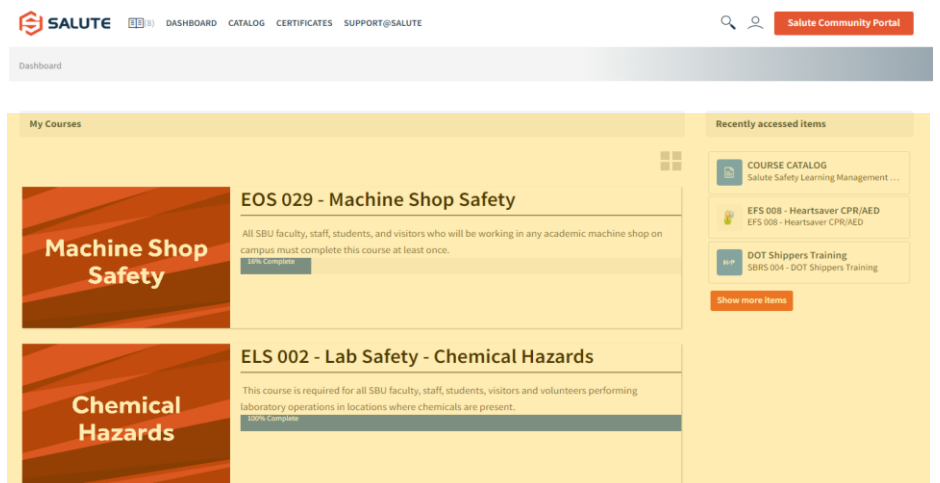 SALUTE (8) DASHBOARD CATALOG CERTIFICATES SUPPORT@SALUTE Salute Community Portal
Dashboard
My Courses
Machine Shop
Safety
EOS 029 - Machine Shop Safety
All SBU faculty, staff, students, and visitors who will be working in any academic machine shop on
campus must complete this course at least once.
16% Complete
Chemical
Hazards
ELS 002 - Lab Safety - Chemical Hazards
This course is required for all SBU faculty, staff, students, visitors and volunteers performing
laboratory operations in locations where chemicals are present.
100% Complete
Recently accessed items
COURSE CATALOG
Salute Safety Learning Management ...
EFS 008 - Heartsaver CPR/AED
EFS 008 - Heartsaver CPR/AED
H-P
DOT Shippers Training
SBRS 004 - DOT Shippers Training
Show more items